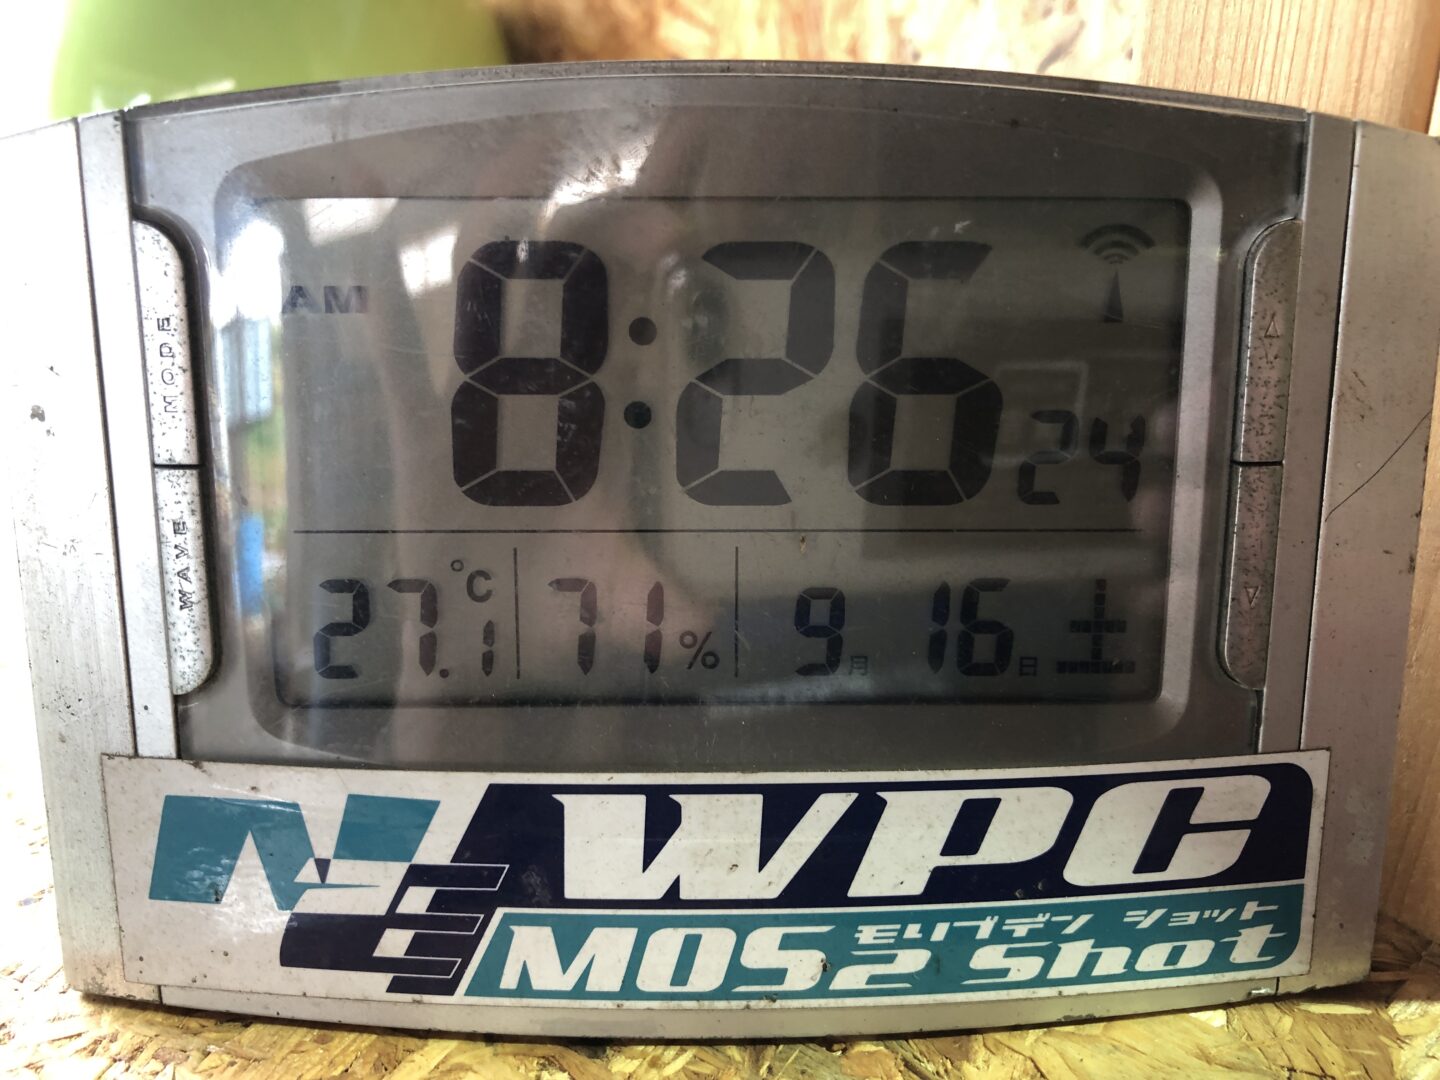 AM 8:26 24
27.1 °C 71 % 9月 16日 土
MODE
WAVE
NE WPC
モリブデン ショット
MOS2 Shot